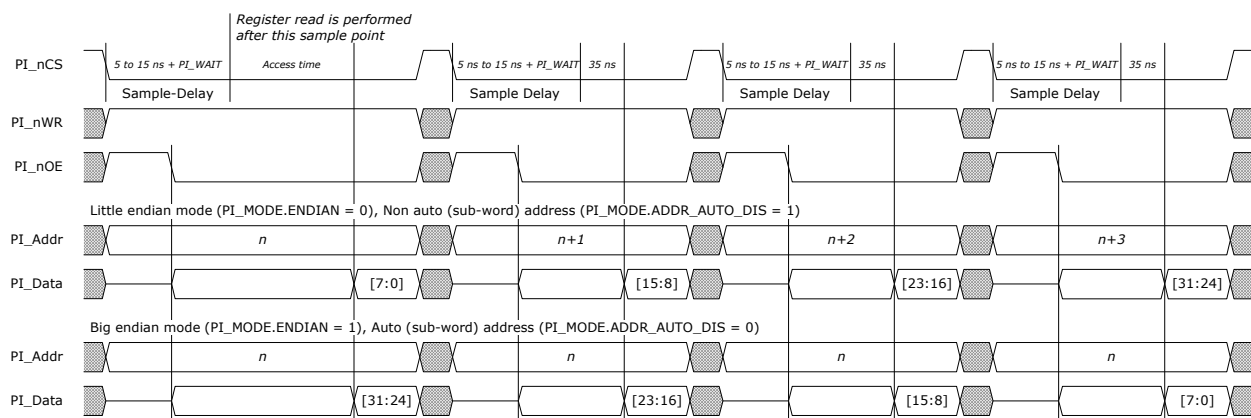 Register read is performed
after this sample point
PI_nCS 5 to 15 ns + PI_WAIT Access time 5 ns to 15 ns + PI_WAIT 35 ns 5 ns to 15 ns + PI_WAIT 35 ns 5 ns to 15 ns + PI_WAIT 35 ns
Sample-Delay Sample Delay Sample Delay Sample Delay
PI_nWR
PI_nOE
Little endian mode (PI_MODE.ENDIAN = 0), Non auto (sub-word) address (PI_MODE.ADDR_AUTO_DIS = 1)
PI_Addr n n+1 n+2 n+3
PI_Data [7:0] [15:8] [23:16] [31:24]
Big endian mode (PI_MODE.ENDIAN = 1), Auto (sub-word) address (PI_MODE.ADDR_AUTO_DIS = 0)
PI_Addr n n n n
PI_Data [31:24] [23:16] [15:8] [7:0]